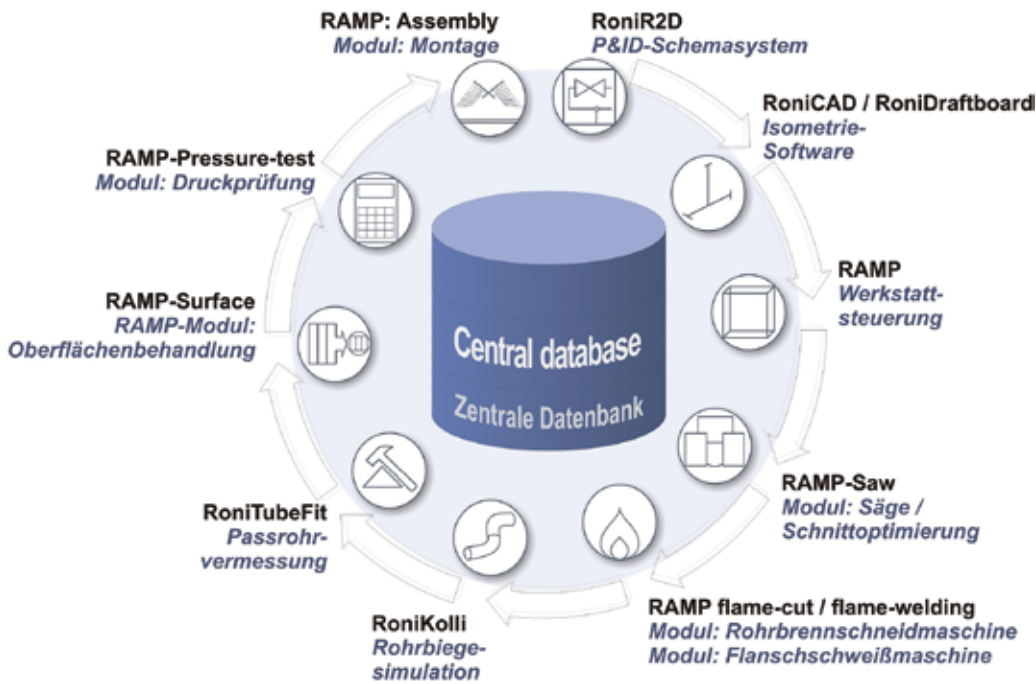 RAMP: Assembly
Modul: Montage
RoniR2D
P&ID-Schemasystem
RoniCAD / RoniDraftboard
Isometrie-
Software
RAMP
Werkstatt-
steuerung
RAMP-Saw
Modul: Säge /
Schnittoptimierung
RAMP flame-cut / flame-welding
Modul: Rohrbrennschneidmaschine
Modul: Flanschschweißmaschine
RoniKolli
Rohrbiege-
simulation
RoniTubeFit
Passrohr-
vermessung
RAMP-Surface
RAMP-Modul:
Oberflächenbehandlung
RAMP-Pressure-test
Modul: Druckprüfung
Central database
Zentrale Datenbank